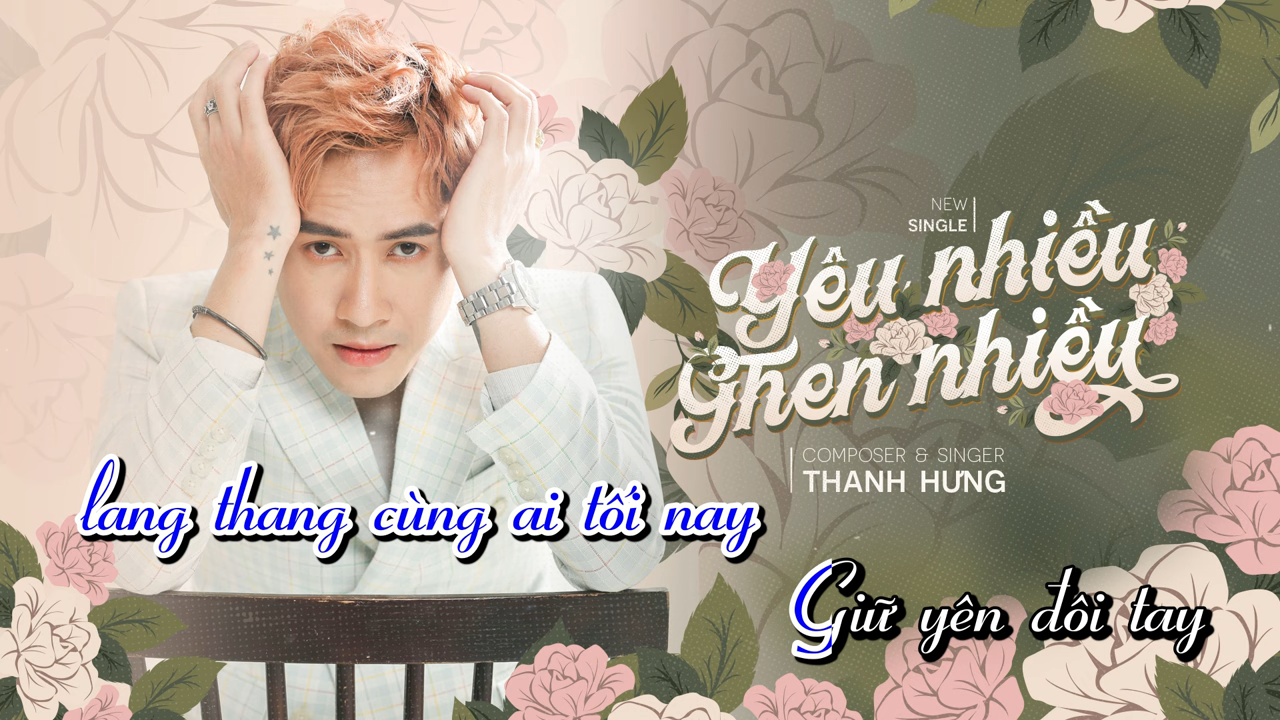 NEW
SINGLE
Yêu nhiều
Ghen nhiều
COMPOSER & SINGER
THANH HƯNG
lang thang cùng ai tối nay
Giữ yên đôi tay